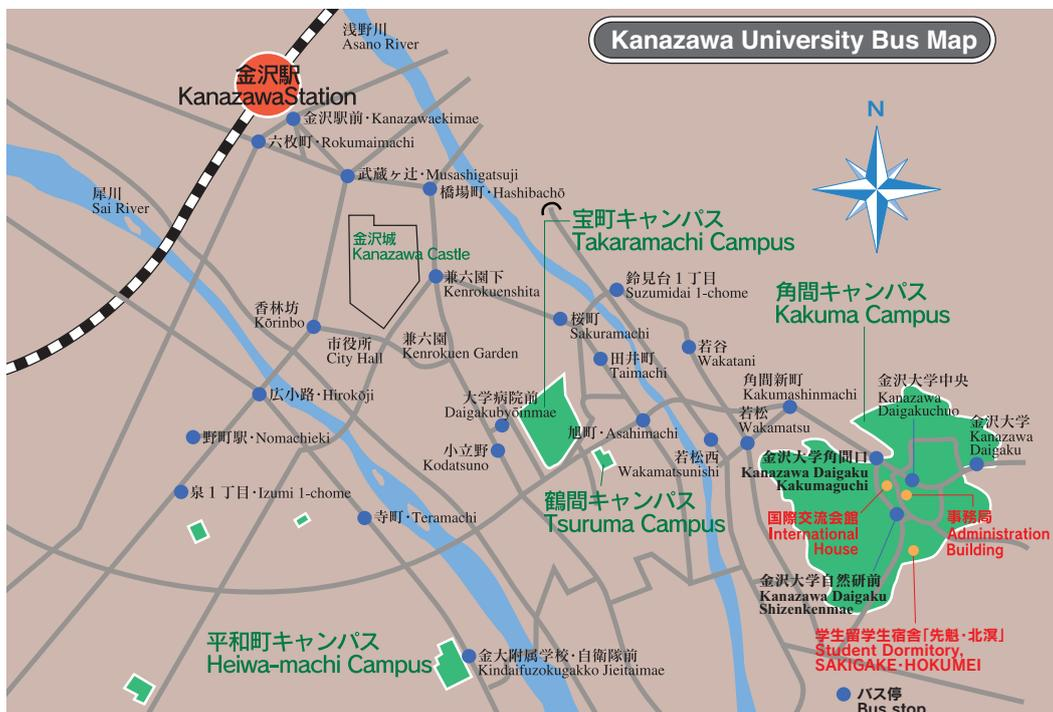 Kanazawa University Bus Map
浅野川
Asano River
金沢駅
KanazawaStation
金沢駅前・Kanazawaekimae
六枚町・Rokumaimachi
武蔵ヶ辻・Musashigatsuji
橋場町・Hashibachō
犀川
Sai River
N
宝町キャンパス
Takaramachi Campus
金沢城
Kanazawa Castle
兼六園下
Kenrokuenshita
鈴見台1丁目
Suzumidai 1-chome
角間キャンパス
Kakuma Campus
香林坊
Kōrinbo
市役所
City Hall
兼六園
Kenrokuen Garden
桜町
Sakuramachi
田井町
Taimachi
若谷
Wakatani
広小路・Hirokōji
大学病院前
Daigakubyōinmae
角間新町
Kakumashinmachi
金沢大学中央
Kanazawa
Daigakuchuo
若松
Wakamatsu
金沢大学
Kanazawa
Daigaku
野町駅・Nomachieki
小立野
Kodatsuno
旭町・Asahimachi
若松西
Wakamatsunishi
金沢大学角間口
Kanazawa Daigaku
Kakumaguchi
泉1丁目・Izumi 1-chome
寺町・Teramachi
鶴間キャンパス
Tsuruma Campus
国際交流会館
International
House
事務局
Administration
Building
金沢大学自然研前
Kanazawa Daigaku
Shizenkenmae
平和町キャンパス
Heiwa-machi Campus
金大附属学校・自衛隊前
Kindaifuzokugakko Jieitaimae
学生留学生宿舎「先魁・北溟」
Student Dormitory,
SAKIGAKE・HOKUMEI
バス停
Bus stop